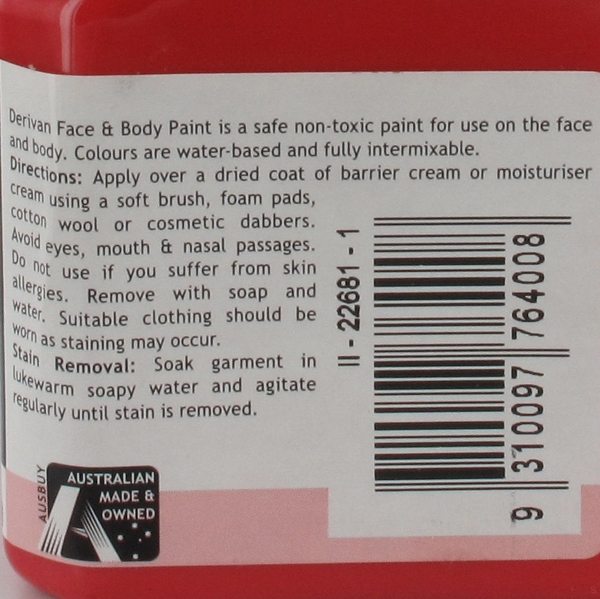 Derivan Face & Body Paint is a safe non-toxic paint for use on the face
and body. Colours are water-based and fully intermixable.
Directions: Apply over a dried coat of barrier cream or moisturiser
cream using a soft brush, foam pads,
cotton wool or cosmetic dabbers.
Avoid eyes, mouth & nasal passages.
Do not use if you suffer from skin
allergies. Remove with soap and
water. Suitable clothing should be
worn as staining may occur.
Stain Removal: Soak garment in
lukewarm soapy water and agitate
regularly until stain is removed.
II - 22681 - 1
9 310097 764008
AUSBUY
AUSTRALIAN
MADE &
OWNED